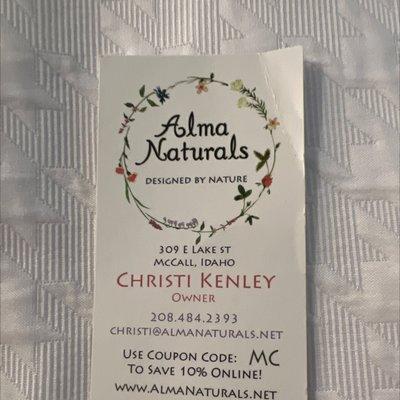 Alma
Naturals
DESIGNED BY NATURE
309 E LAKE ST
MCCALL, IDAHO
CHRISTI KENLEY
OWNER
208.484.2393
CHRISTI@ALMANATURALS.NET
USE COUPON CODE: MC
TO SAVE 10% ONLINE!
WWW.ALMANATURALS.NET